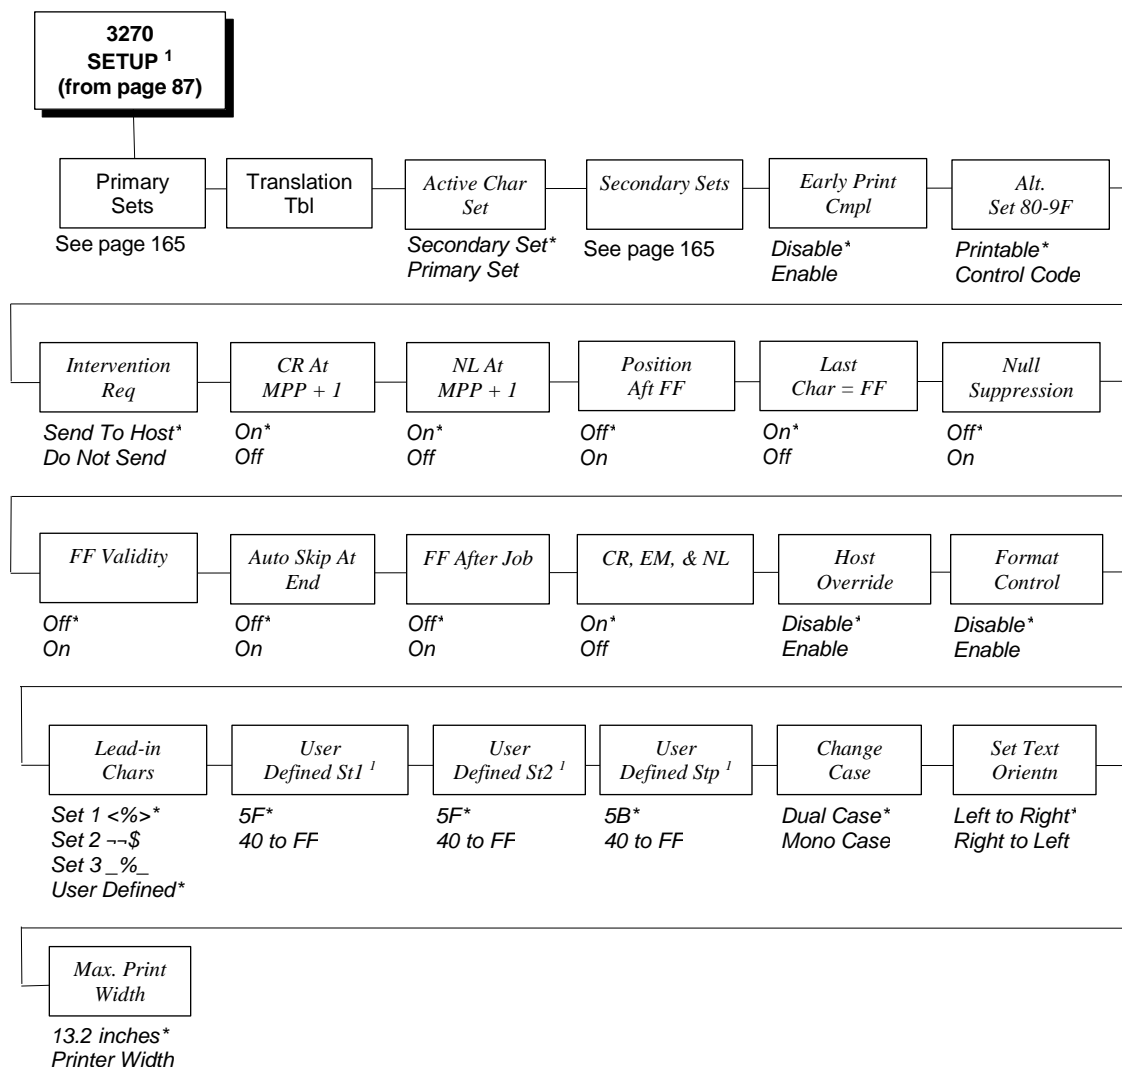 3270
SETUP 1
(from page 87)
Primary
Sets
See page 165
Translation
Tbl
Active Char
Set
Secondary Set*
Primary Set
Secondary Sets
See page 165
Early Print
Cmpl
Disable*
Enable
Alt.
Set 80-9F
Printable*
Control Code
Intervention
Req
Send To Host*
Do Not Send
CR At
MPP + 1
On*
Off
NL At
MPP + 1
On*
Off
Position
Aft FF
Off*
On
Last
Char = FF
On*
Off
Null
Suppression
Off*
On
FF Validity
Off*
On
Auto Skip At
End
Off*
On
FF After Job
Off*
On
CR, EM, & NL
On*
Off
Host
Override
Disable*
Enable
Format
Control
Disable*
Enable
Lead-in
Chars
Set 1 <%>*
Set 2 ¬¬$
Set 3 _%_
User Defined*
User
Defined St1 1
5F*
40 to FF
User
Defined St2 1
5F*
40 to FF
User
Defined Stp 1
5B*
40 to FF
Change
Case
Dual Case*
Mono Case
Set Text
Orientn
Left to Right*
Right to Left
Max. Print
Width
13.2 inches*
Printer Width